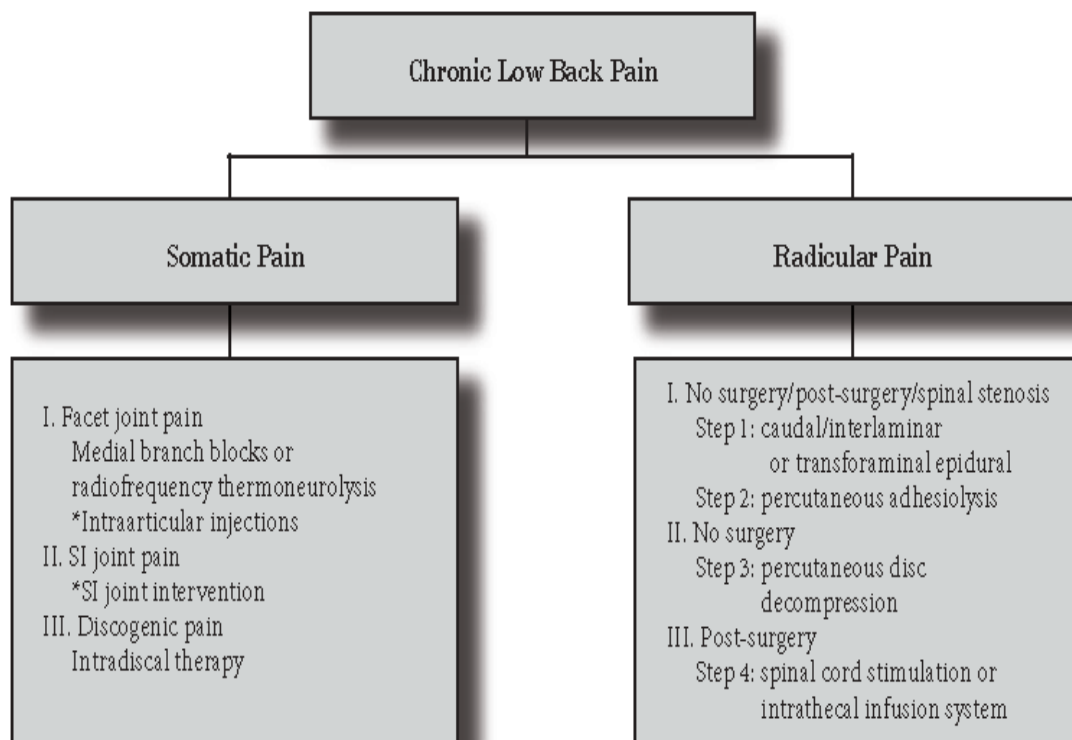 Chronic Low Back Pain
Somatic Pain
Radicular Pain
I. Facet joint pain
Medial branch blocks or
radiofrequency thermoneurolysis
*Intraarticular injections
II. SI joint pain
*SI joint intervention
III. Discogenic pain
Intradiscal therapy
I. No surgery/post-surgery/spinal stenosis
Step 1: caudal/interlaminar
or transforaminal epidural
Step 2: percutaneous adhesiolysis
II. No surgery
Step 3: percutaneous disc
decompression
III. Post-surgery
Step 4: spinal cord stimulation or
intrathecal infusion system